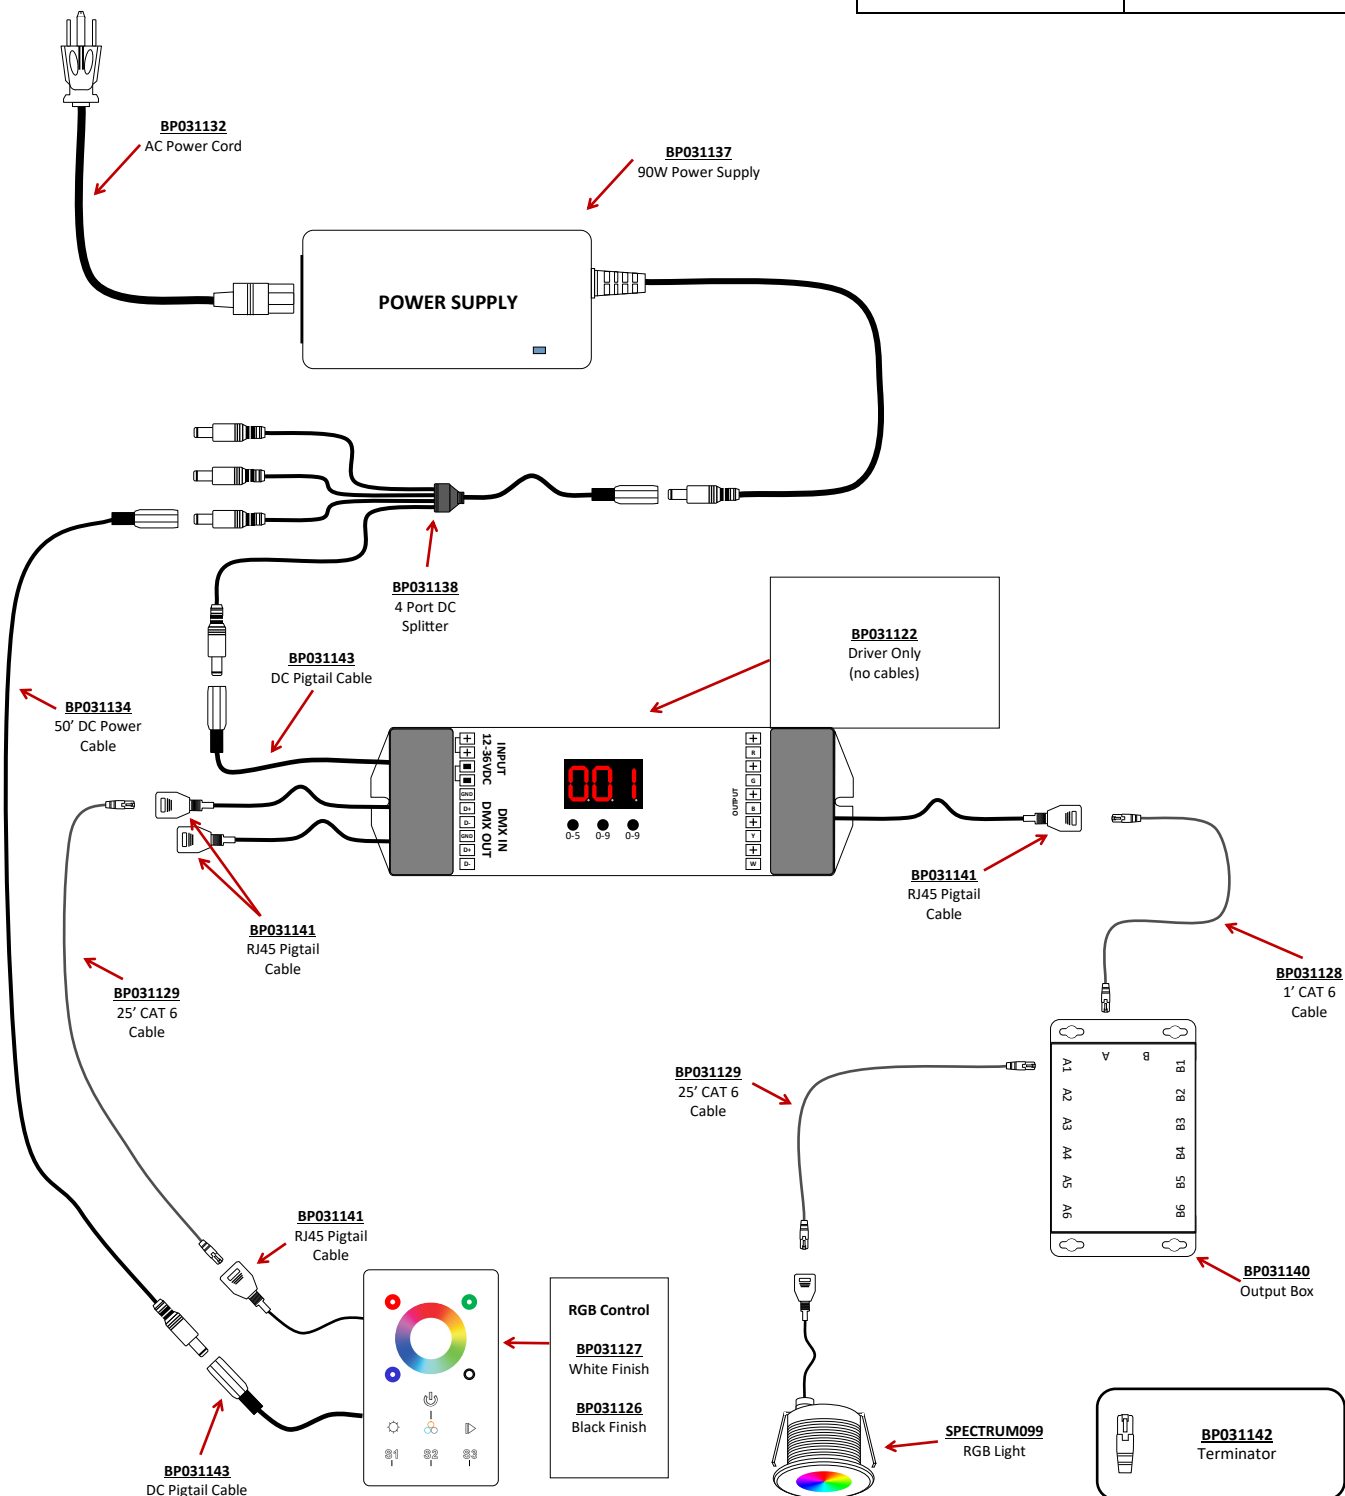 BP031132
AC Power Cord
BP031137
90W Power Supply
POWER SUPPLY
BP031138
4 Port DC
Splitter
BP031122
Driver Only
(no cables)
BP031143
DC Pigtail Cable
BP031134
50' DC Power
Cable
INPUT
12-36VDC
DMX IN
DMX OUT
+
+
GND
D+
D-
GND
D+
D-
001
0-5 0-9 0-9
OUTPUT
+
R
+
G
+
B
+
Y
+
W
BP031141
RJ45 Pigtail
Cable
BP031141
RJ45 Pigtail
Cable
BP031129
25' CAT 6
Cable
BP031128
1' CAT 6
Cable
BP031129
25' CAT 6
Cable
A B
A1 B1
A2 B2
A3 B3
A4 B4
A5 B5
A6 B6
BP031140
Output Box
BP031141
RJ45 Pigtail
Cable
RGB Control
BP031127
White Finish
BP031126
Black Finish
S1 S2 S3
BP031143
DC Pigtail Cable
SPECTRUM099
RGB Light
BP031142
Terminator